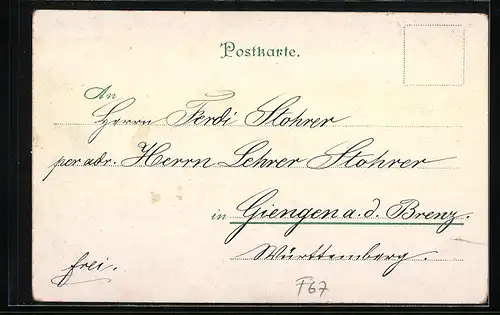 Postkarte.
An
Herrn Ferdi Stohrer
per adr. Herrn Lehrer Stohrer
in Giengen a. d. Brenz.
Württemberg.
frei.
F67